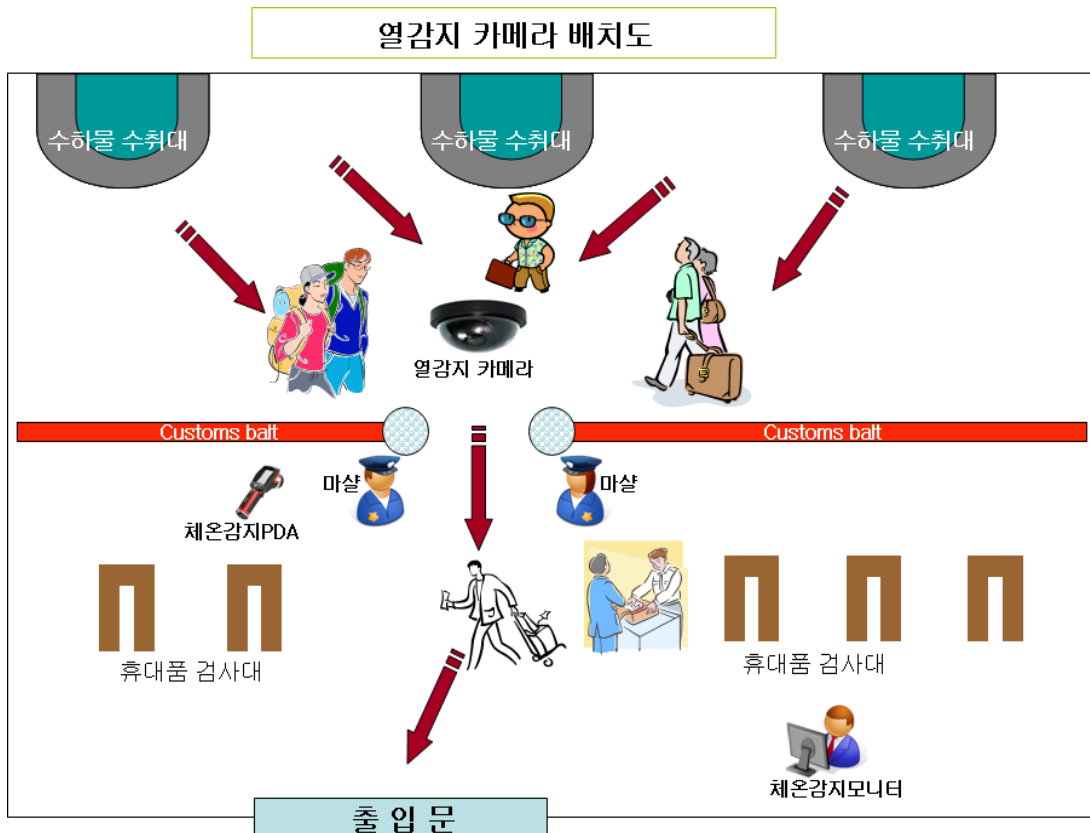 열감지 카메라 배치도
수하물 수취대
수하물 수취대
수하물 수취대
열감지 카메라
Customs balt
Customs balt
마샬
마샬
체온감지PDA
휴대품 검사대
휴대품 검사대
체온감지모니터
출 입 문